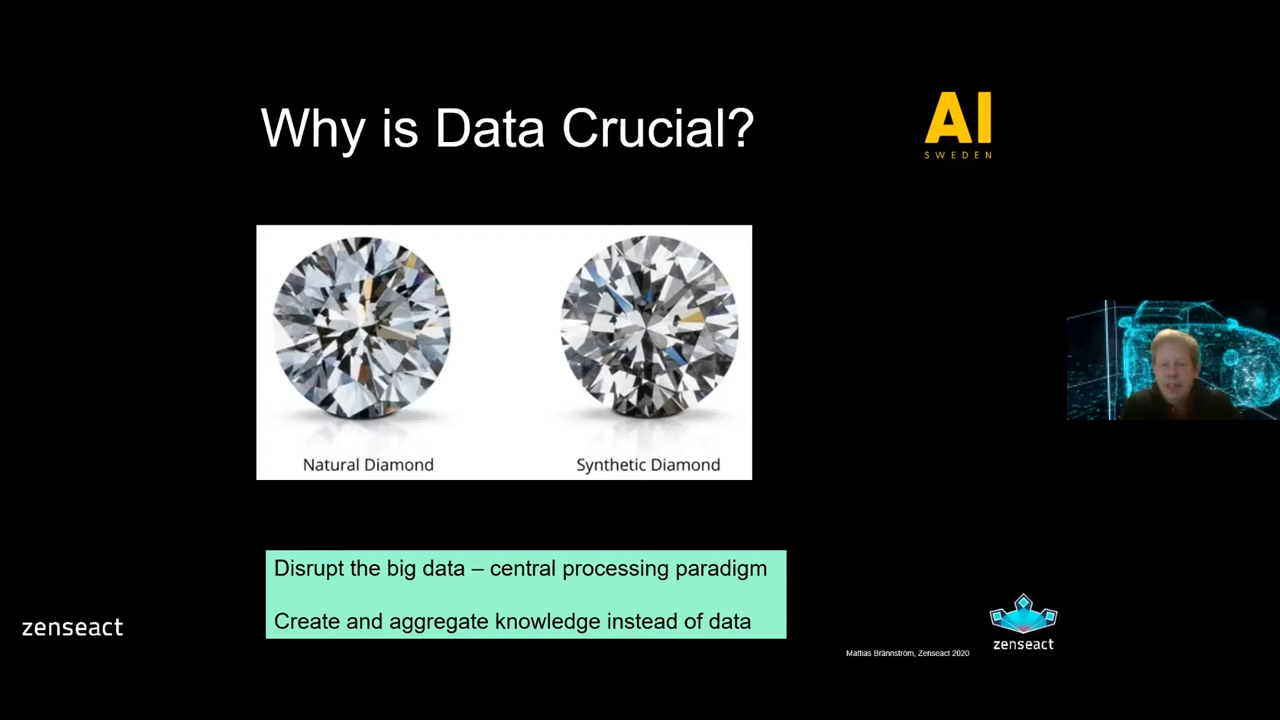 Why is Data Crucial?
AI
SWEDEN
Natural Diamond
Synthetic Diamond
Disrupt the big data – central processing paradigm
Create and aggregate knowledge instead of data
zenseact
Mattias Brännström, Zenseact 2020
zenseact